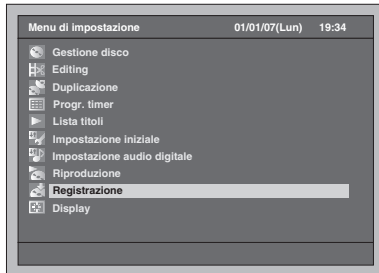 Menu di impostazione 01/01/07(Lun) 19:34
Gestione disco
Editing
Duplicazione
Progr. timer
Lista titoli
Impostazione iniziale
Impostazione audio digitale
Riproduzione
Registrazione
Display